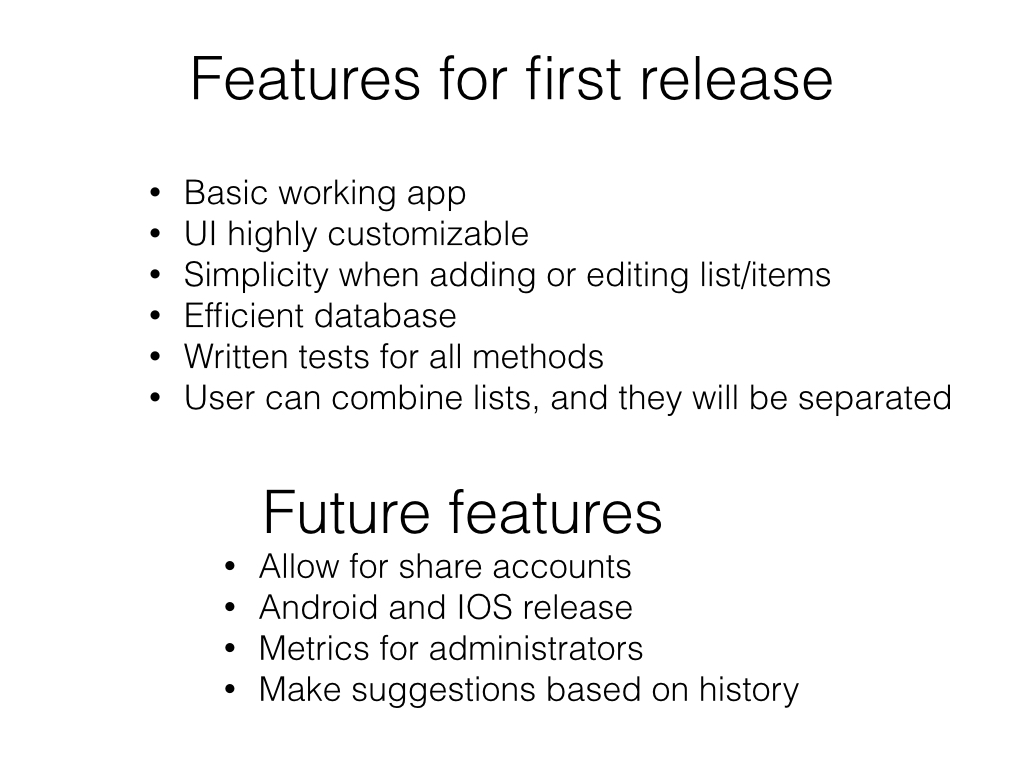 Features for first release
• Basic working app
• UI highly customizable
• Simplicity when adding or editing list/items
• Efficient database
• Written tests for all methods
• User can combine lists, and they will be separated
Future features
• Allow for share accounts
• Android and IOS release
• Metrics for administrators
• Make suggestions based on history